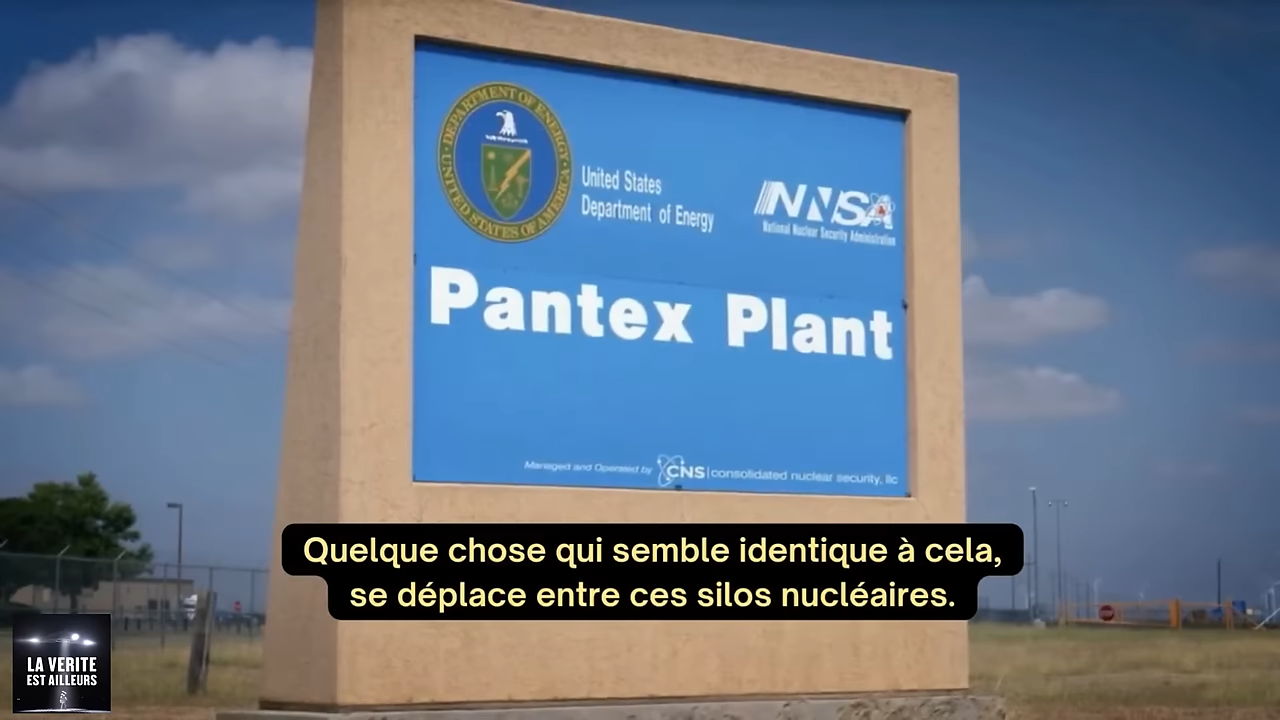 DEPARTMENT OF ENERGY
UNITED STATES OF AMERICA
United States
Department of Energy
NNSA
National Nuclear Security Administration
Pantex Plant
Managed and Operated by CNS consolidated nuclear security, llc
Quelque chose qui semble identique à cela,
se déplace entre ces silos nucléaires.
LA VERITE
EST AILLEURS